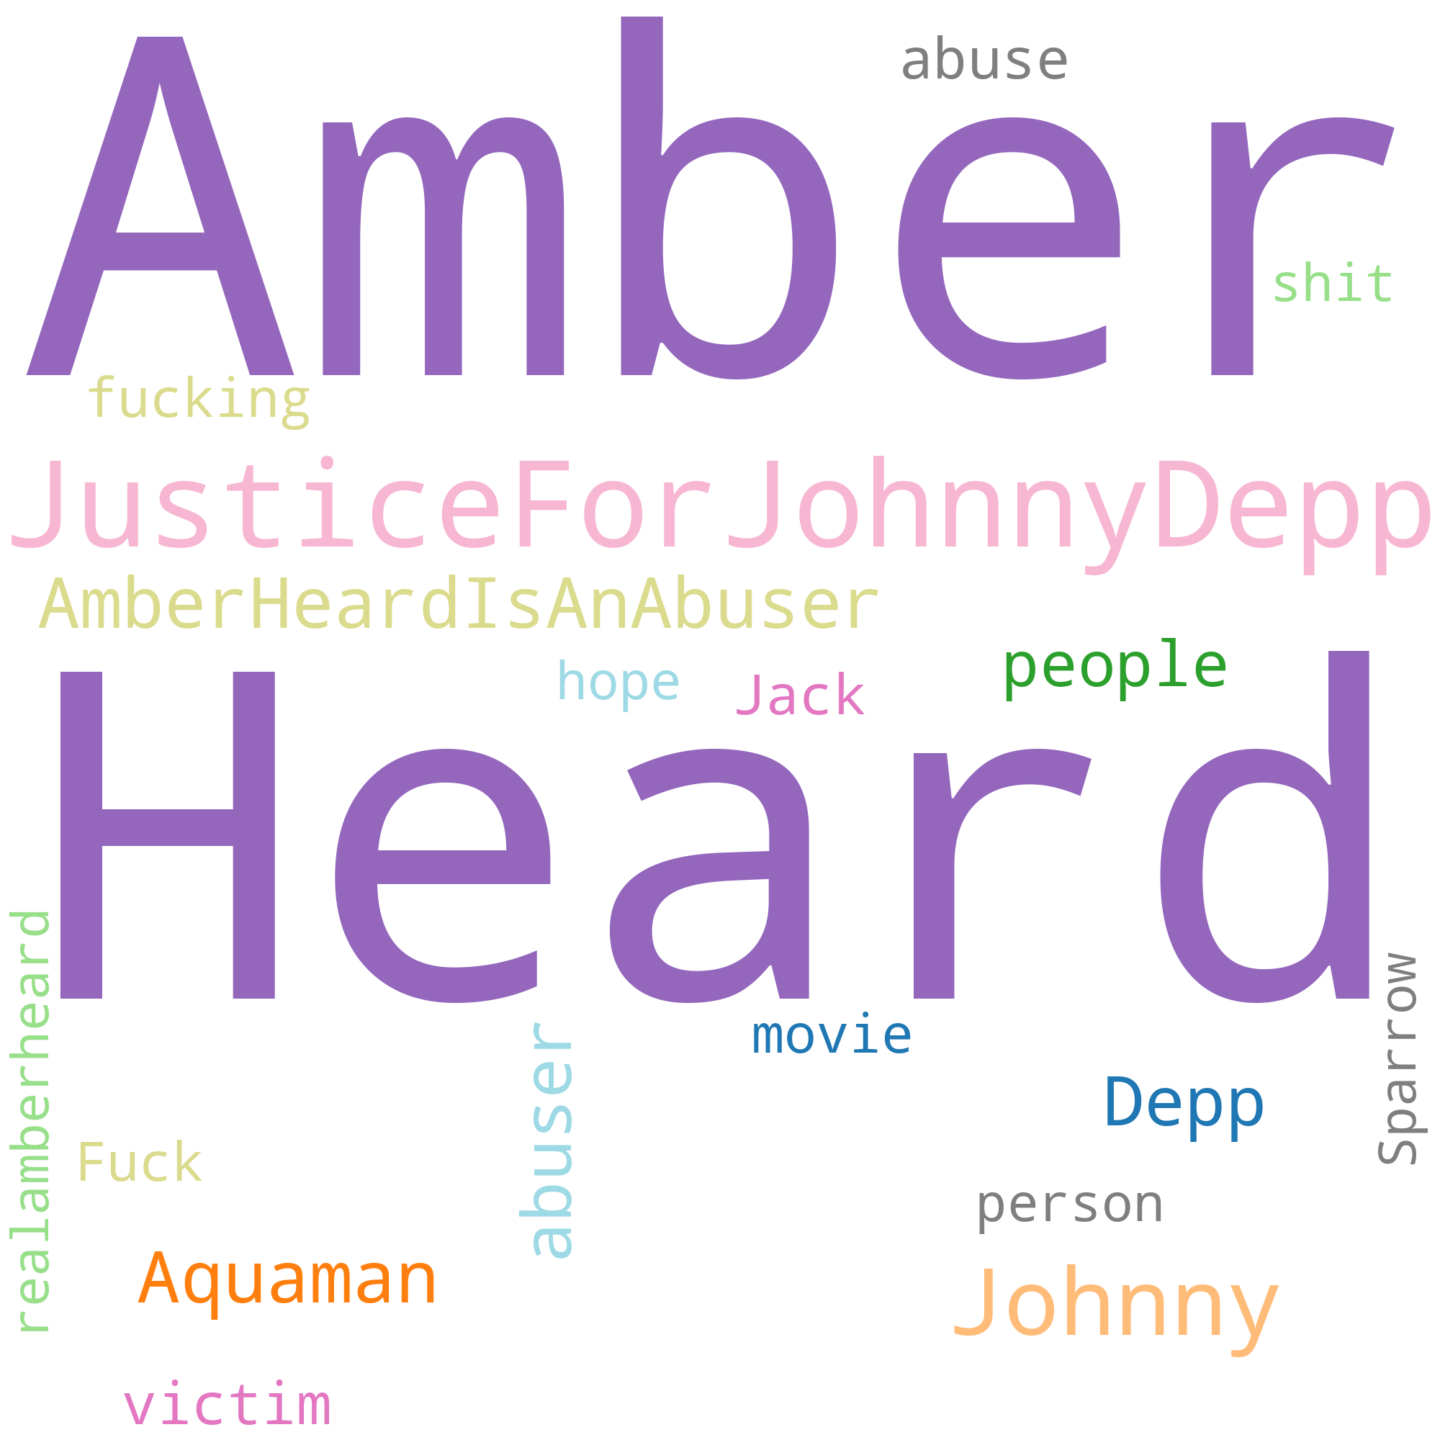 Amber
abuse
shit
fucking
JusticeForJohnnyDepp
AmberHeardIsAnAbuser
Heard
hope
Jack
people
realamberheard
abuser
movie
Sparrow
Depp
Fuck
person
Aquaman
Johnny
victim